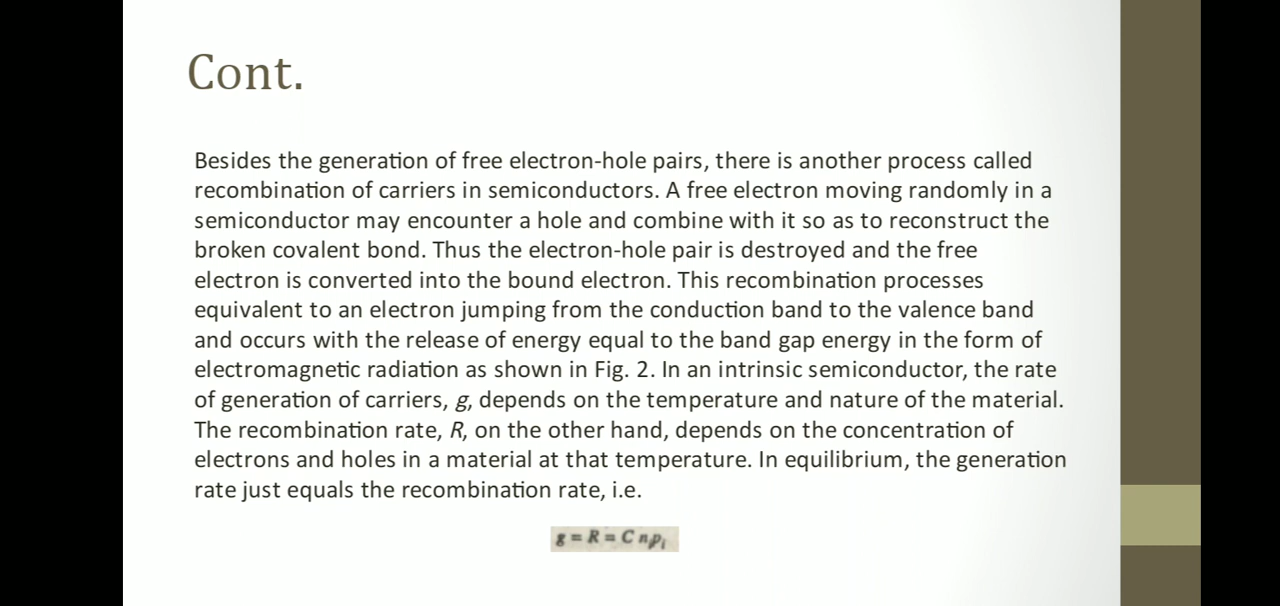 Cont.
Besides the generation of free electron-hole pairs, there is another process called
recombination of carriers in semiconductors. A free electron moving randomly in a
semiconductor may encounter a hole and combine with it so as to reconstruct the
broken covalent bond. Thus the electron-hole pair is destroyed and the free
electron is converted into the bound electron. This recombination processes
equivalent to an electron jumping from the conduction band to the valence band
and occurs with the release of energy equal to the band gap energy in the form of
electromagnetic radiation as shown in Fig. 2. In an intrinsic semiconductor, the rate
of generation of carriers, g, depends on the temperature and nature of the material.
The recombination rate, R, on the other hand, depends on the concentration of
electrons and holes in a material at that temperature. In equilibrium, the generation
rate just equals the recombination rate, i.e.
g = R = C nᵢpᵢ